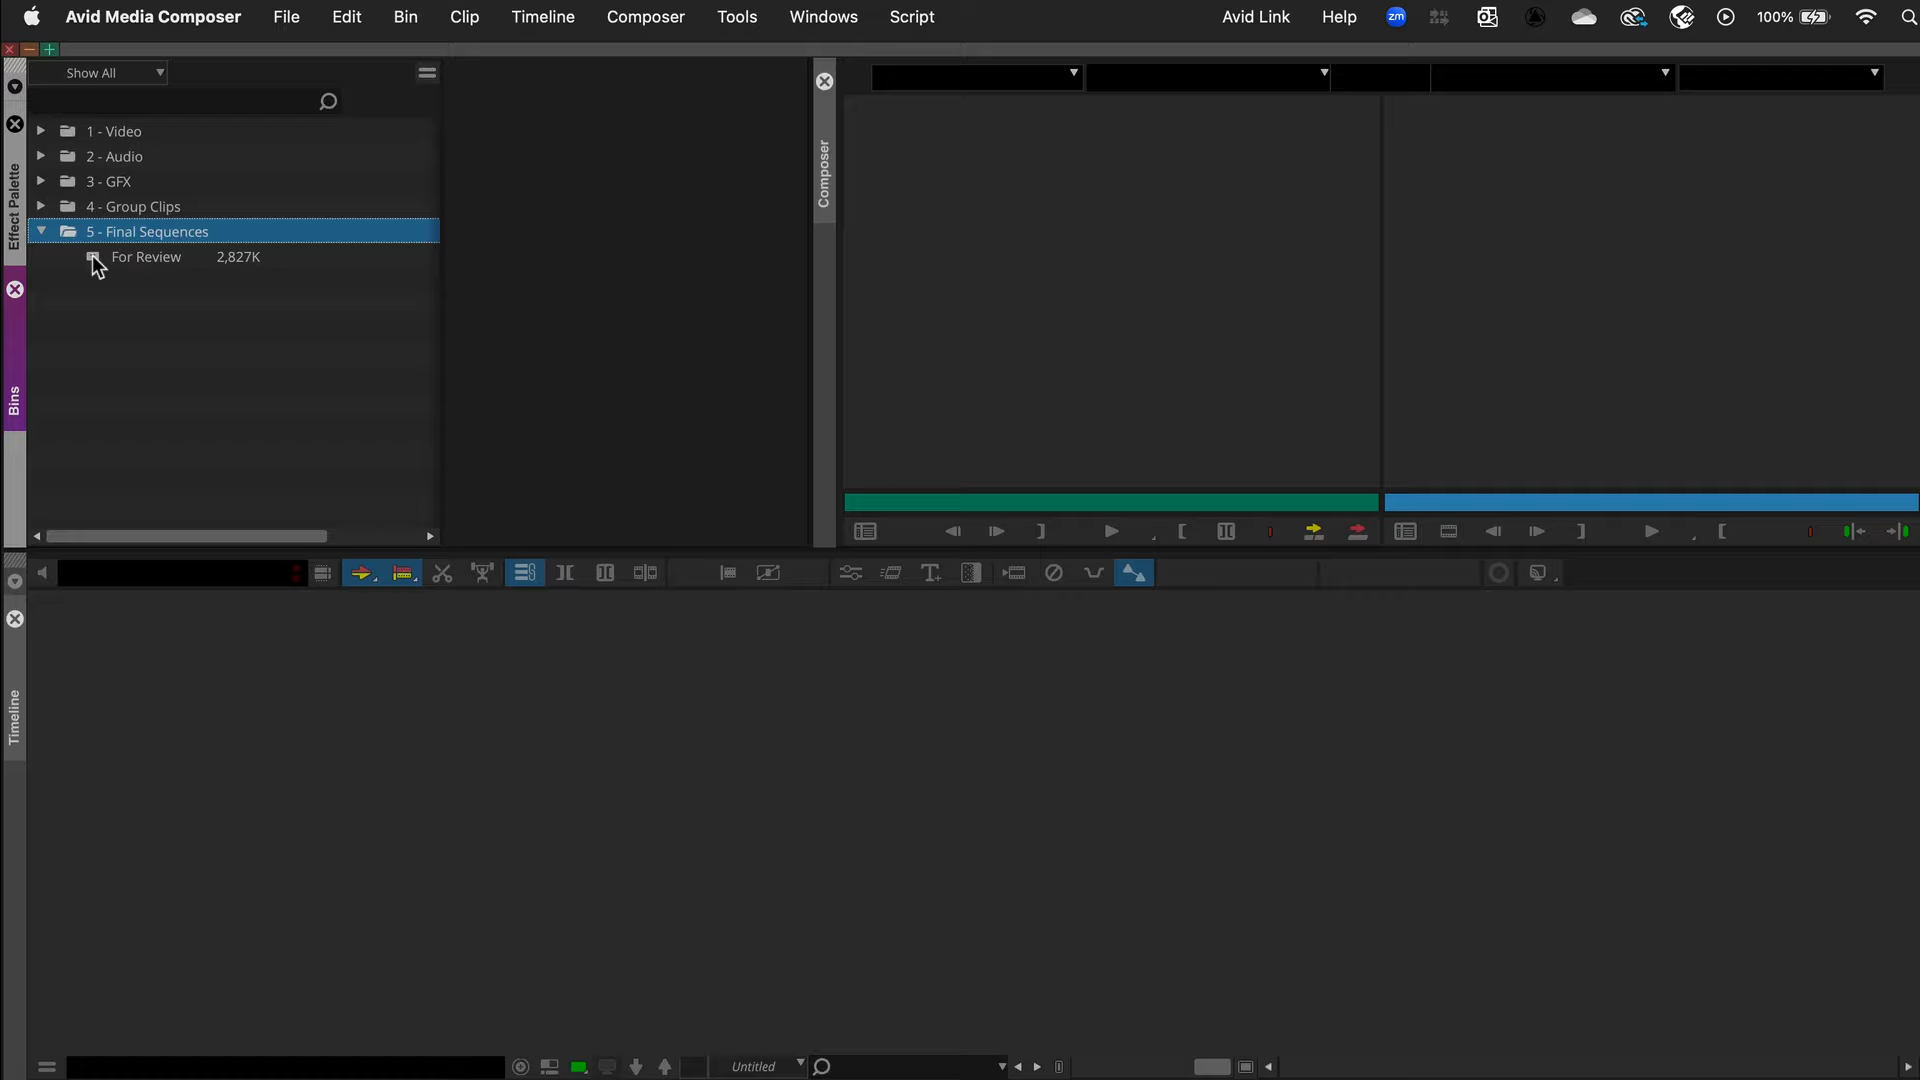 Avid Media Composer File Edit Bin Clip Timeline Composer Tools Windows Script Avid Link Help zm 100%
Show All
1 - Video
2 - Audio
3 - GFX
4 - Group Clips
5 - Final Sequences
For Review 2,827K
Effect Palette
Bins
Composer
Timeline
Untitled